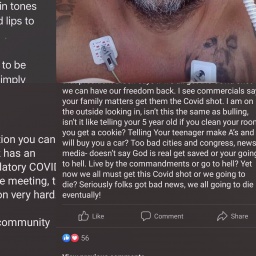 in tones
d lips to
to be
simply
we can have our freedom back. I see commercials say
your family matters get them the Covid shot. I am on
the outside looking in, isn't this the same as bulling,
isn't it like telling your 5 year old if you clean your room
you get a cookie? Telling Your teenager make A's and I
will buy you a car? Too bad cities and congress, news
media- doesn't say God is real get saved or your going
to hell. Live by the commandments or go to hell? Yet
now we all must get this Covid shot or we going to
die? Seriously folks got bad news, we all going to die
eventually!
tion you can
has an
datory COVI
e meeting, t
on very hard
community
Like
Comment
Share
56